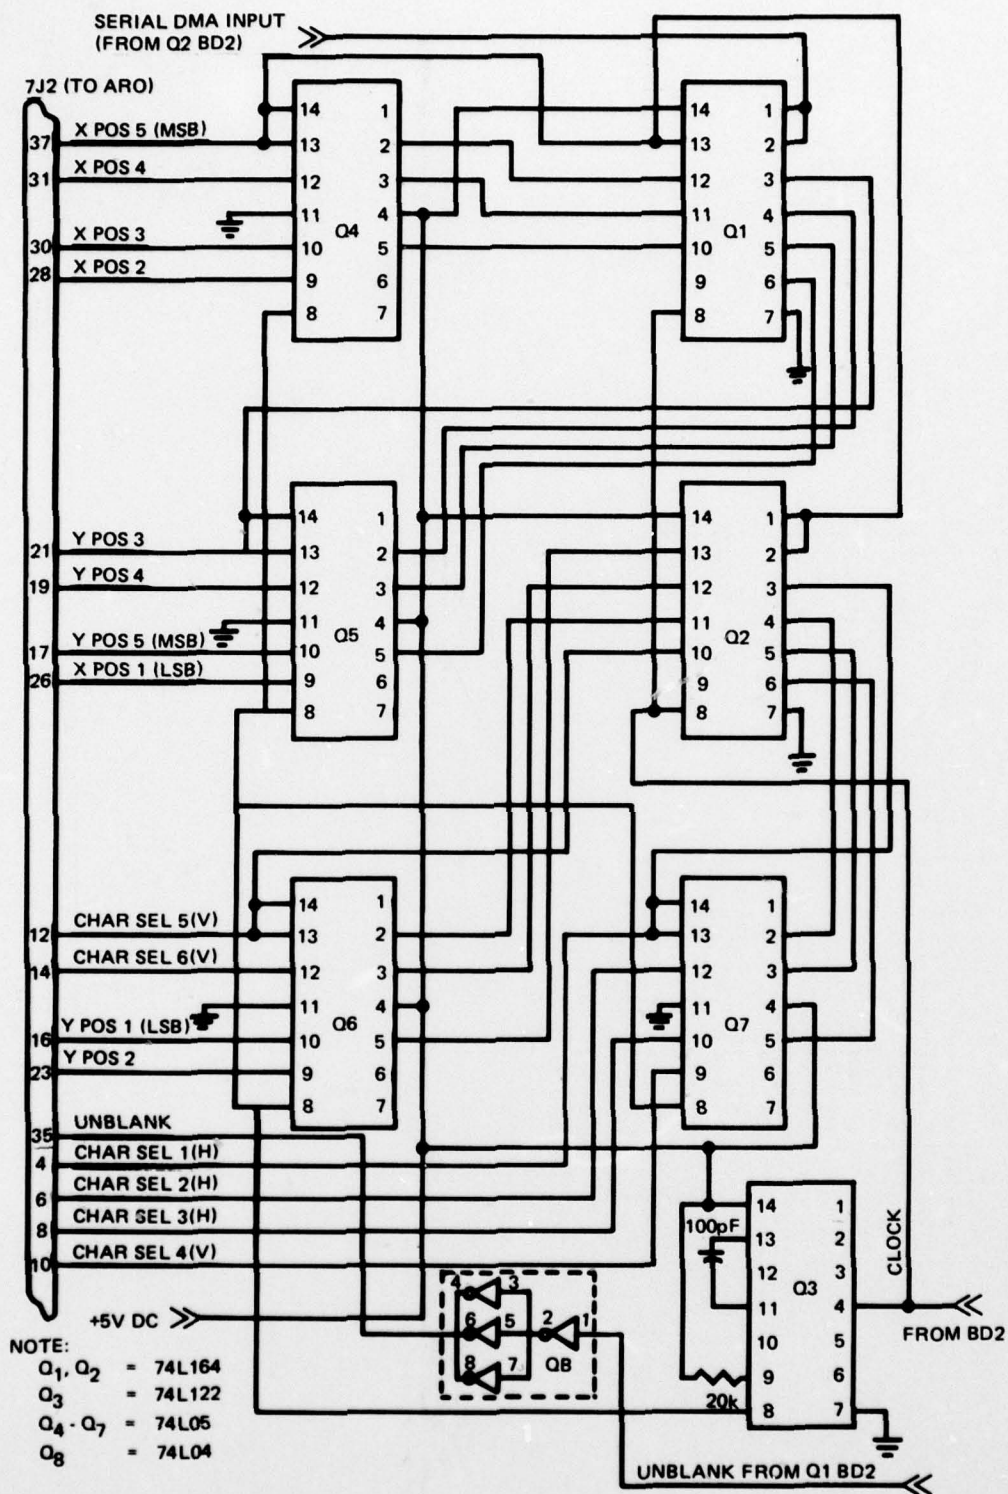 SERIAL DMA INPUT
(FROM Q2 BD2)
7J2 (TO ARO)
37 X POS 5 (MSB)
31 X POS 4
30 X POS 3
28 X POS 2
14 1
13 2
12 3
11 4
Q4
10 5
9 6
8 7
14 1
13 2
12 3
11 4
Q1
10 5
9 6
8 7
21 Y POS 3
19 Y POS 4
17 Y POS 5 (MSB)
26 X POS 1 (LSB)
14 1
13 2
12 3
11 4
Q5
10 5
9 6
8 7
14 1
13 2
12 3
11 4
Q2
10 5
9 6
8 7
12 CHAR SEL 5(V)
14 CHAR SEL 6(V)
16 Y POS 1 (LSB)
23 Y POS 2
14 1
13 2
12 3
11 4
Q6
10 5
9 6
8 7
14 1
13 2
12 3
11 4
Q7
10 5
9 6
8 7
35 UNBLANK
4 CHAR SEL 1(H)
6 CHAR SEL 2(H)
8 CHAR SEL 3(H)
10 CHAR SEL 4(V)
+5V DC
4 3
6 5 2 1
8 7 QB
100pF
20k
14 1
13 2
12 3
Q3
11 4
10 5
9 6
8 7
CLOCK
FROM BD2
UNBLANK FROM Q1 BD2
NOTE:
Q1, Q2 = 74L164
Q3 = 74L122
Q4 - Q7 = 74L05
Q8 = 74L04